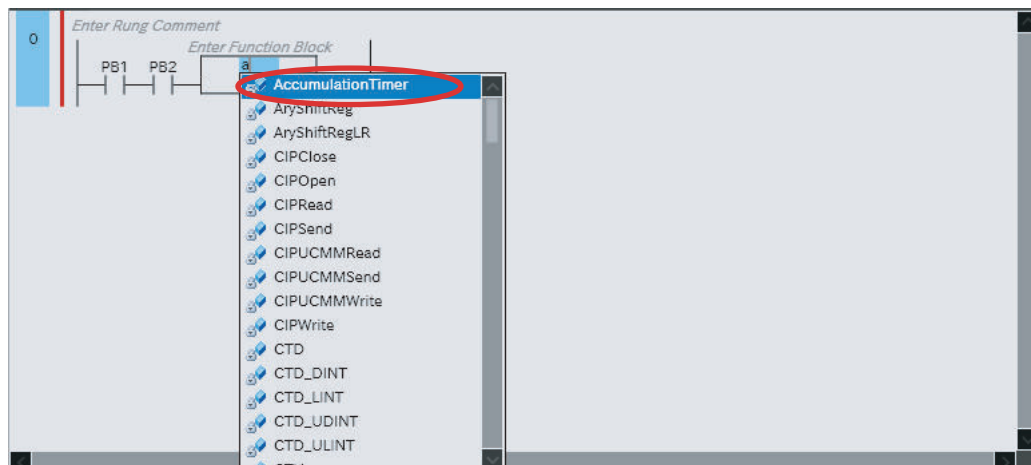 Enter Rung Comment
0
Enter Function Block
PB1 PB2 a
AccumulationTimer
AryShiftReg
AryShiftRegLR
CIPClose
CIPOpen
CIPRead
CIPSend
CIPUCMMRead
CIPUCMMSend
CIPUCMMWrite
CIPWrite
CTD
CTD_DINT
CTD_LINT
CTD_UDINT
CTD_ULINT